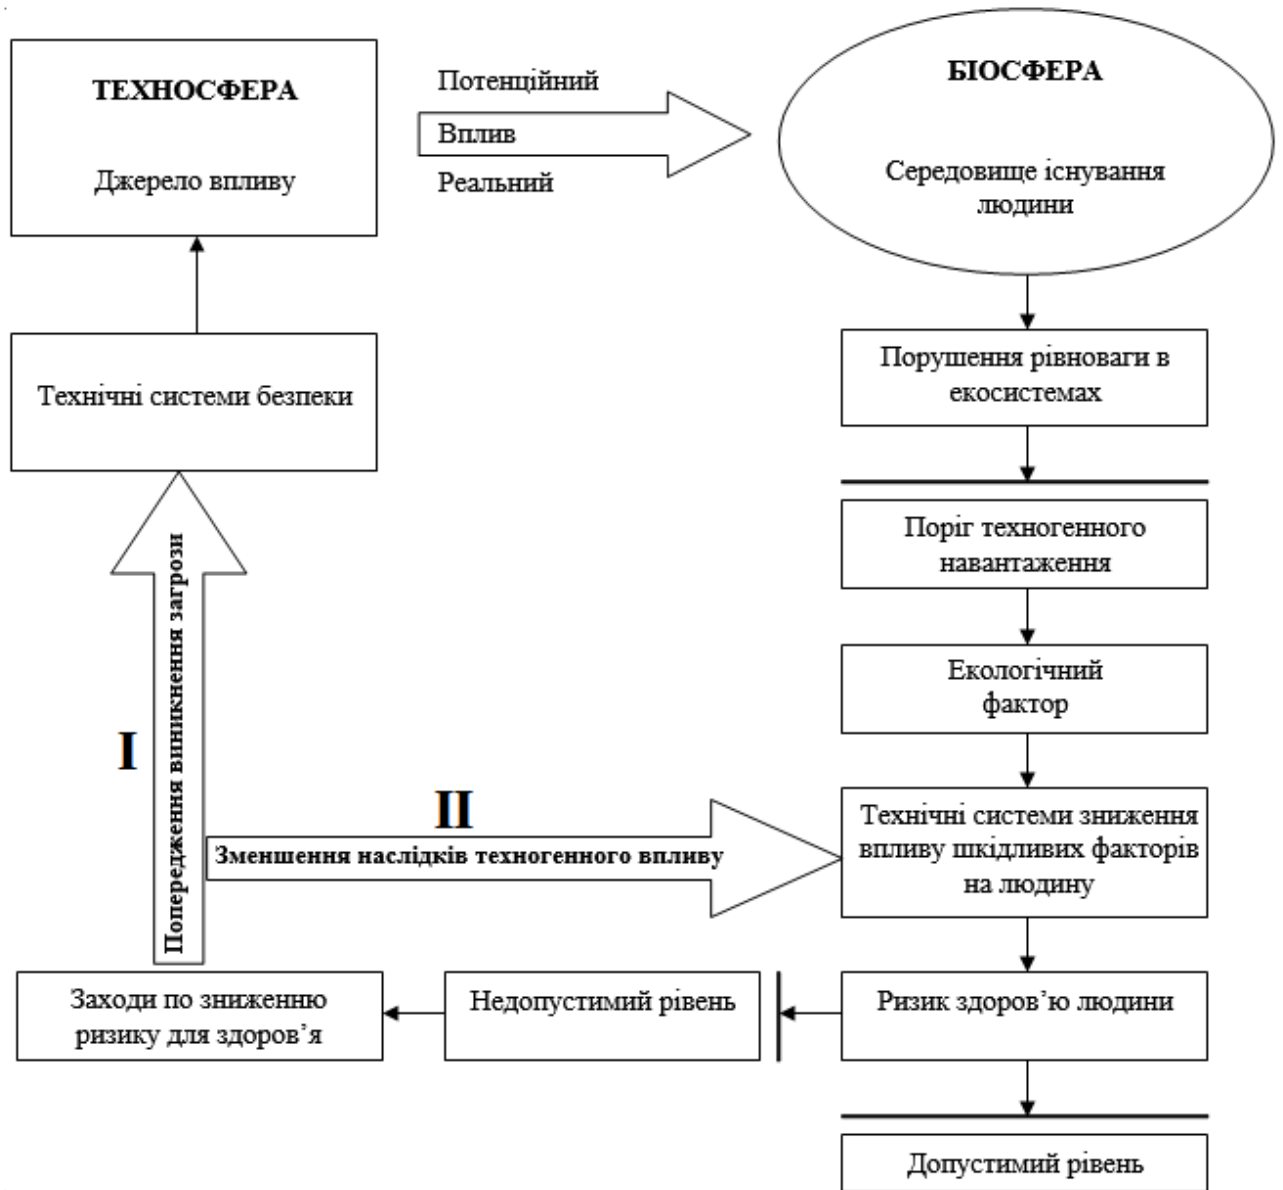 ТЕХНОСФЕРА
Джерело впливу
Потенційний
Вплив
Реальний
БІОСФЕРА
Середовище існування
людини
Технічні системи безпеки
Порушення рівноваги в
екосистемах
Поріг техногенного
навантаження
Екологічний
фактор
I
Попередження виникнення загрози
II
Зменшення наслідків техногенного впливу
Технічні системи зниження
впливу шкідливих факторів
на людину
Заходи по зниженню
ризику для здоров’я
Недопустимий рівень
Ризик здоров’ю людини
Допустимий рівень